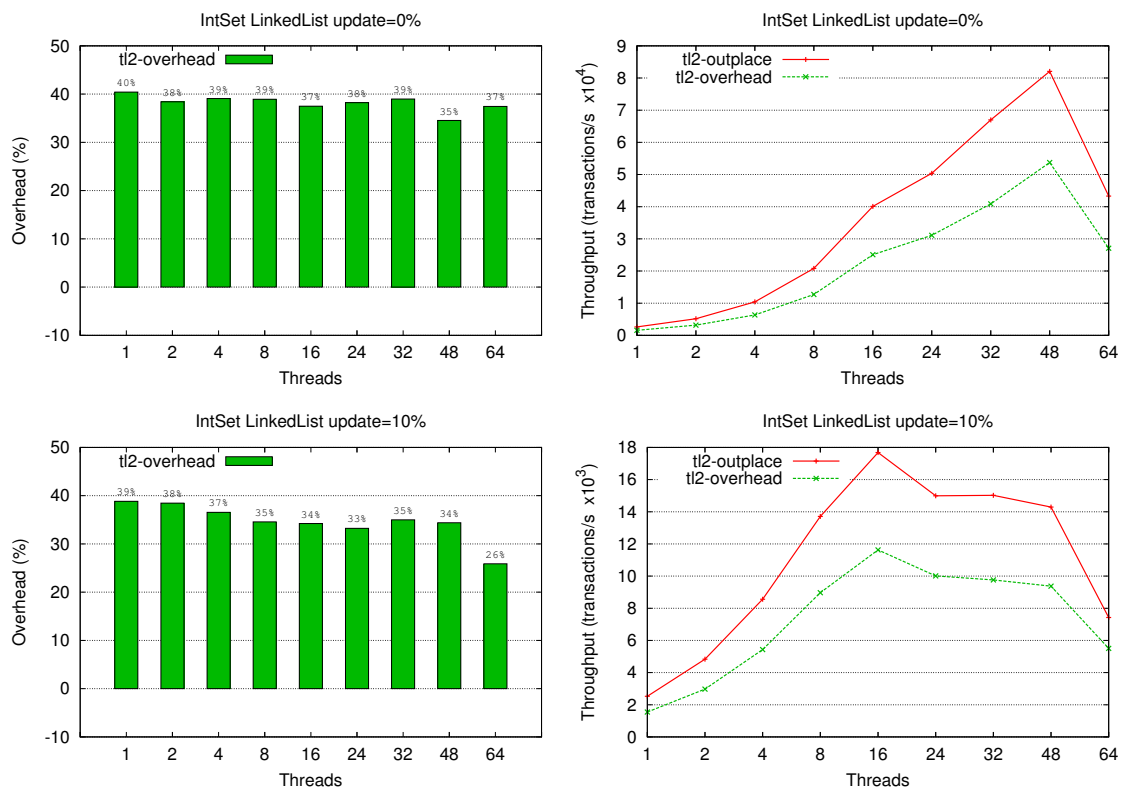 IntSet LinkedList update=0%
50
40
30
20
10
0
-10
Overhead (%)
tl2-overhead
40%
38%
39%
39%
37%
38%
39%
35%
37%
1 2 4 8 16 24 32 48 64
Threads
IntSet LinkedList update=0%
9
8
7
6
5
4
3
2
1
0
Throughput (transactions/s x10⁴)
tl2-outplace
tl2-overhead
1 2 4 8 16 24 32 48 64
Threads
IntSet LinkedList update=10%
50
40
30
20
10
0
-10
Overhead (%)
tl2-overhead
39%
38%
37%
35%
34%
33%
35%
34%
26%
1 2 4 8 16 24 32 48 64
Threads
IntSet LinkedList update=10%
18
16
14
12
10
8
6
4
2
0
Throughput (transactions/s x10³)
tl2-outplace
tl2-overhead
1 2 4 8 16 24 32 48 64
Threads